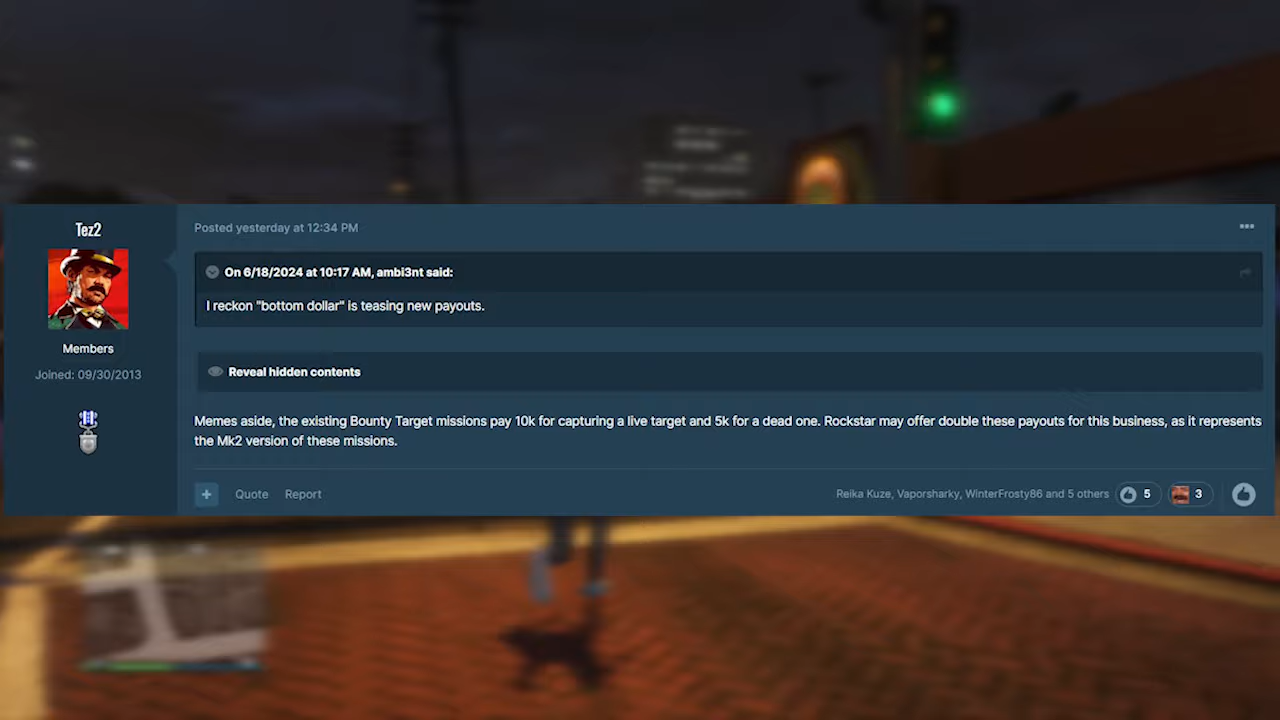 Tez2
Members
Joined: 09/30/2013
Posted yesterday at 12:34 PM
On 6/18/2024 at 10:17 AM, ambi3nt said:
I reckon "bottom dollar" is teasing new payouts.
Reveal hidden contents
Memes aside, the existing Bounty Target missions pay 10k for capturing a live target and 5k for a dead one. Rockstar may offer double these payouts for this business, as it represents
the Mk2 version of these missions.
+ Quote Report
Reika Kuze, Vaporsharky, WinterFrosty86 and 5 others 5 3